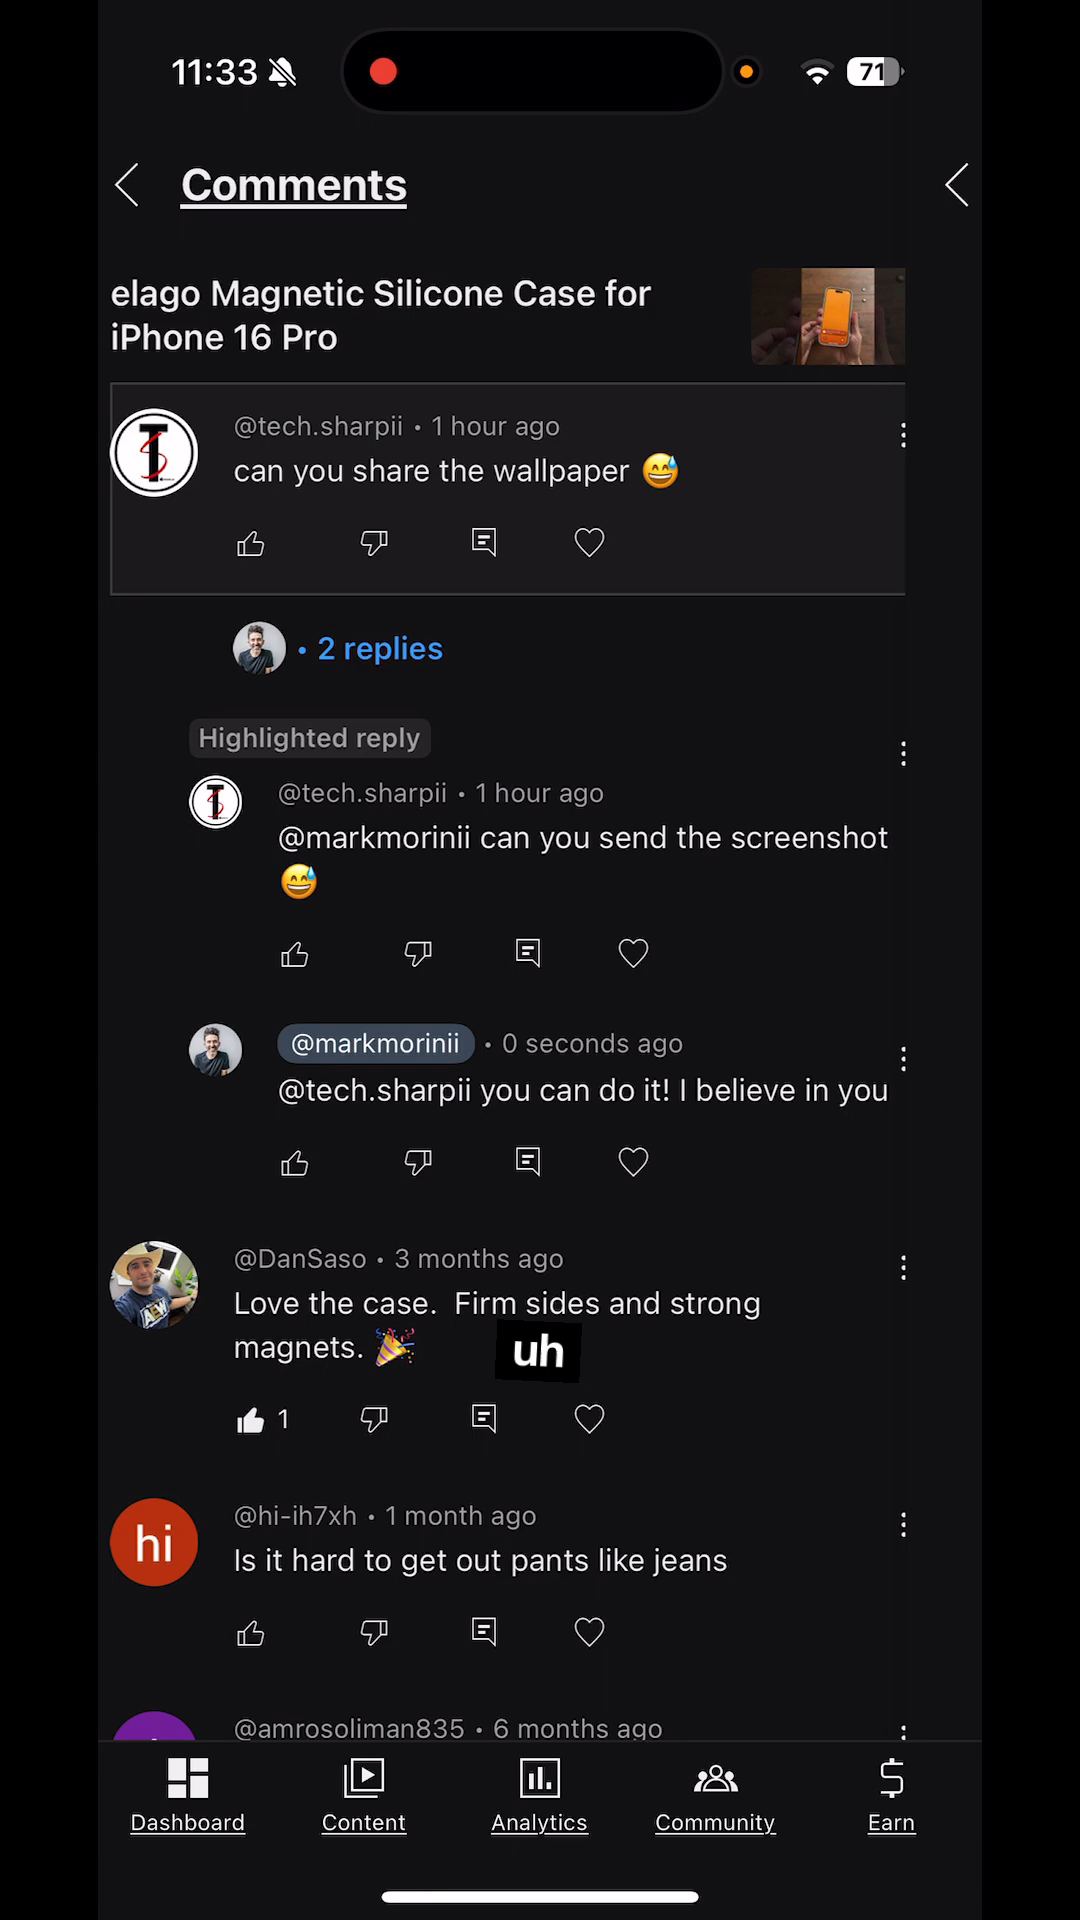 11:33
71
Comments
elago Magnetic Silicone Case for
iPhone 16 Pro
@tech.sharpii • 1 hour ago
can you share the wallpaper 😅
• 2 replies
Highlighted reply
@tech.sharpii • 1 hour ago
@markmorinii can you send the screenshot
😅
@markmorinii • 0 seconds ago
@tech.sharpii you can do it! I believe in you
@DanSaso • 3 months ago
Love the case.  Firm sides and strong
magnets. 🎉
uh
1
hi
@hi-ih7xh • 1 month ago
Is it hard to get out pants like jeans
@amrosoliman835 • 6 months ago
Dashboard
Content
Analytics
Community
Earn